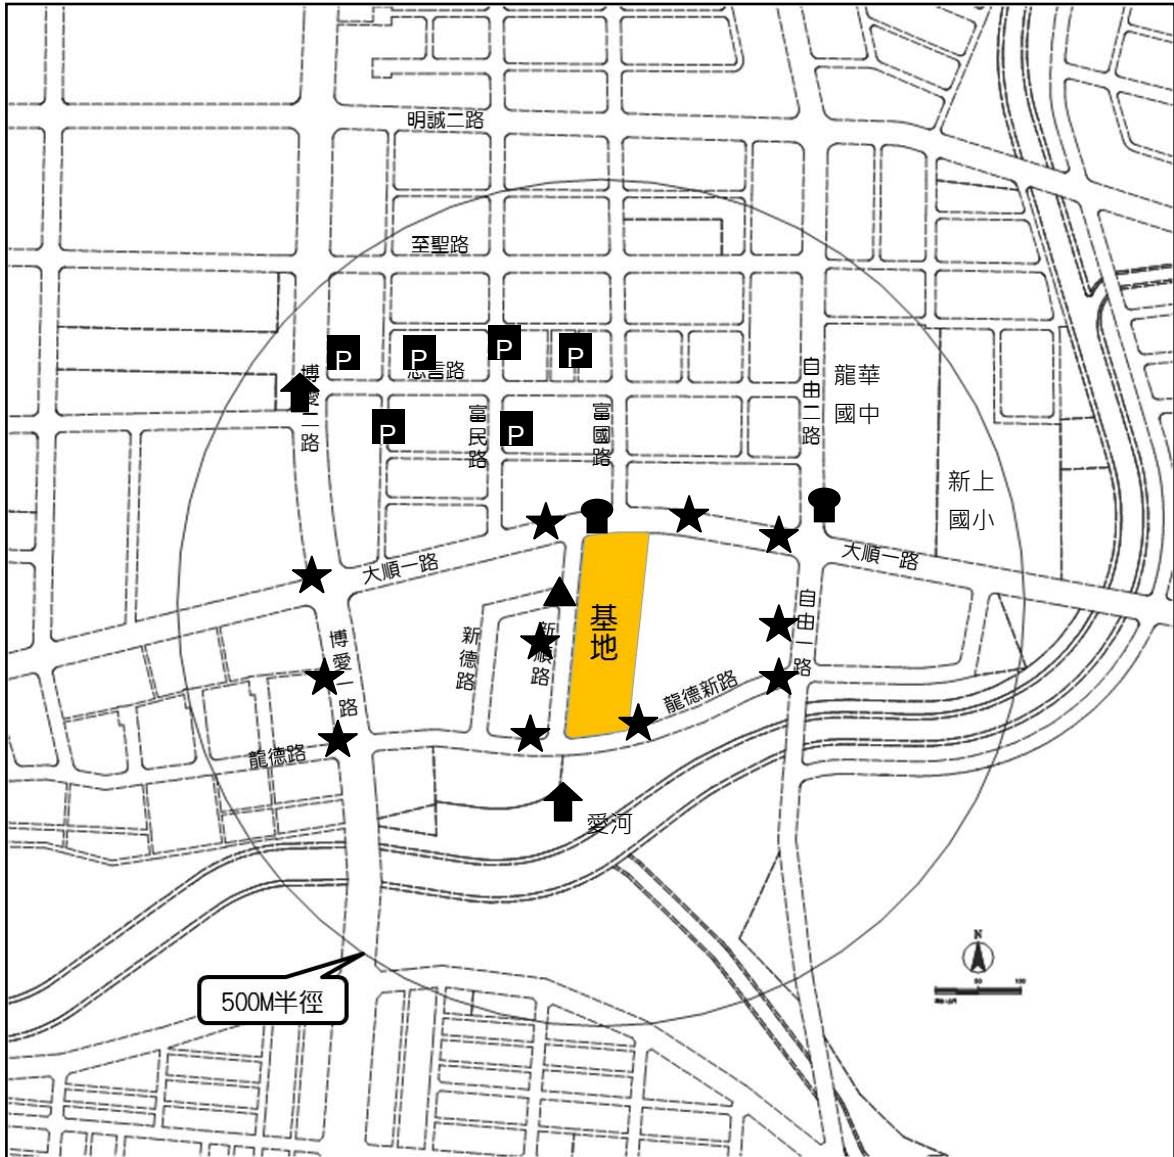 明誠二路
至聖路
P
P
P
P
忠言路
博愛二路
自由二路
龍華
國中
P
P
富民路
富國路
新上
國小
大順一路
大順一路
基地
新德路
新順路
自由一路
博愛一路
龍德新路
龍德路
愛河
N
500M半徑